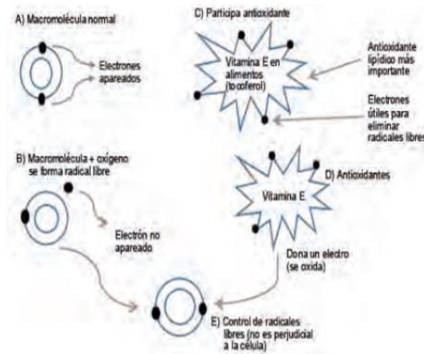 A) Macromolécula normal
Electrones
apareados
C) Participa antioxidante
Vitamina E en
alimentos
(tocoferol)
Antioxidante
lipídico más
importante
Electrones
útiles para
eliminar
radicales libres
B) Macromolécula + oxígeno
se forma radical libre
Electrón no
apareado
D) Antioxidantes
Vitamina E
Dona un electro
(se oxida)
E) Control de radicales
libres (no es perjudicial
a la célula)